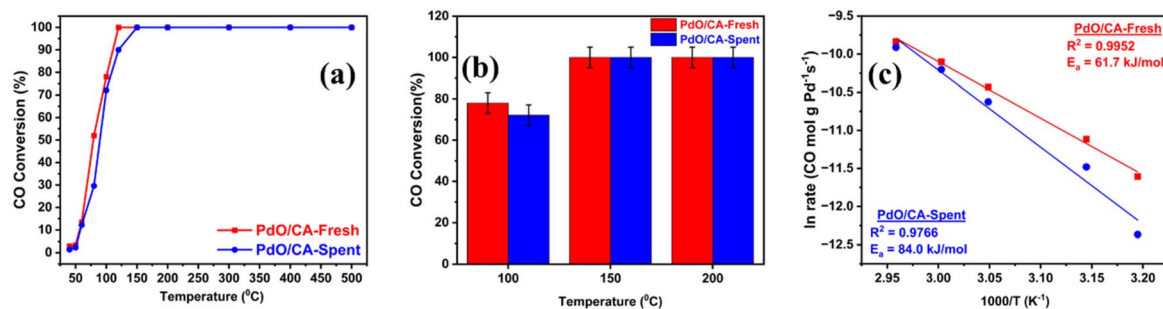 100
90
80
70
60
50
40
30
20
10
0
CO Conversion (%)
(a)
PdO/CA-Fresh
PdO/CA-Spent
50 100 150 200 250 300 350 400 450 500
Temperature (⁰C)
120
100
80
60
40
20
0
CO Conversion(%)
(b)
PdO/CA-Fresh
PdO/CA-Spent
100 150 200
Temperature (⁰C)
−9.5
−10.0
−10.5
−11.0
−11.5
−12.0
−12.5
ln rate (CO mol g Pd⁻¹s⁻¹)
(c)
PdO/CA-Fresh
R² = 0.9952
Eₐ = 61.7 kJ/mol
PdO/CA-Spent
R² = 0.9766
Eₐ = 84.0 kJ/mol
2.95 3.00 3.05 3.10 3.15 3.20
1000/T (K⁻¹)